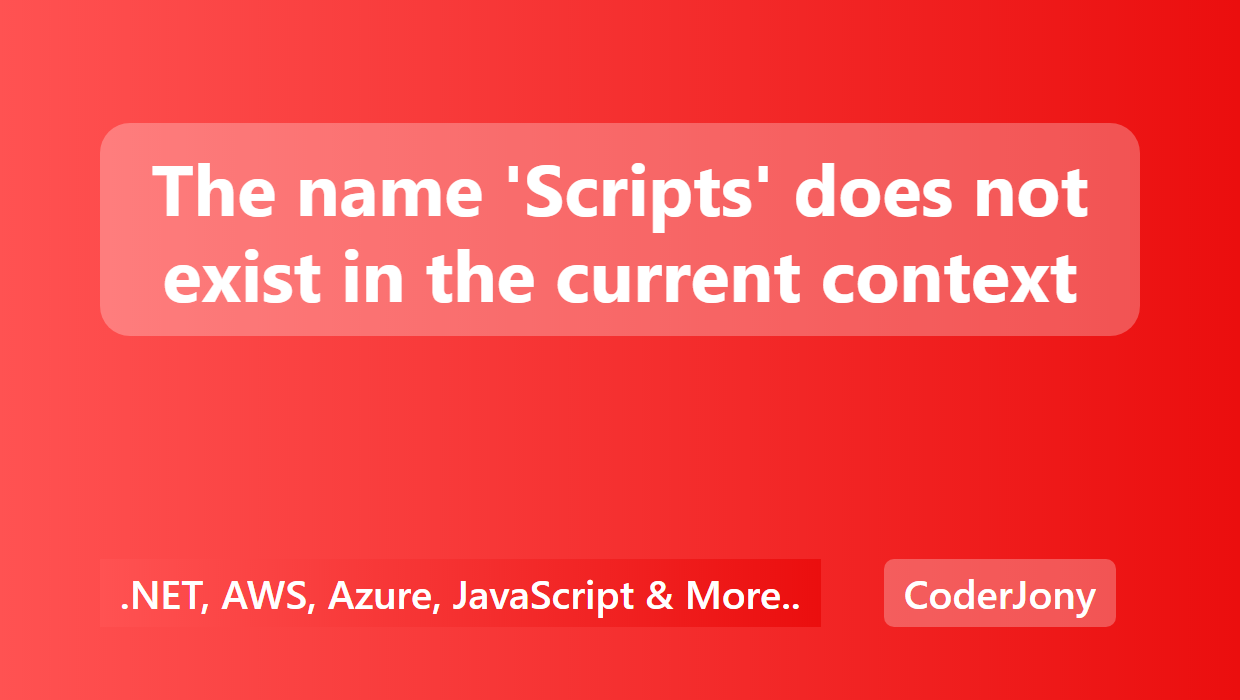 The name 'Scripts' does not
exist in the current context
.NET, AWS, Azure, JavaScript & More..
CoderJony